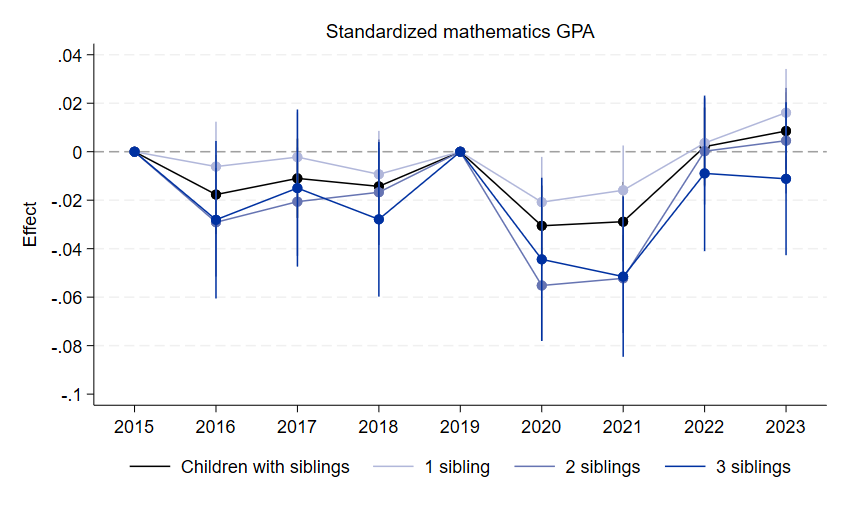 Standardized mathematics GPA
.04
.02
0
-.02
-.04
-.06
-.08
-.1
Effect
2015 2016 2017 2018 2019 2020 2021 2022 2023
Children with siblings 1 sibling 2 siblings 3 siblings